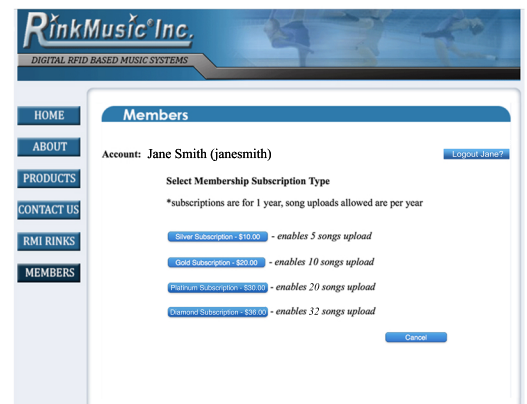 RinkMusic® Inc.
DIGITAL RFID BASED MUSIC SYSTEMS
HOME
ABOUT
PRODUCTS
CONTACT US
RMI RINKS
MEMBERS
Members
Account: Jane Smith (janesmith)
Logout Jane?
Select Membership Subscription Type
*subscriptions are for 1 year, song uploads allowed are per year
Silver Subscription - $10.00 - enables 5 songs upload
Gold Subscription - $20.00 - enables 10 songs upload
Platinum Subscription - $30.00 - enables 20 songs upload
Diamond Subscription - $36.00 - enables 32 songs upload
Cancel